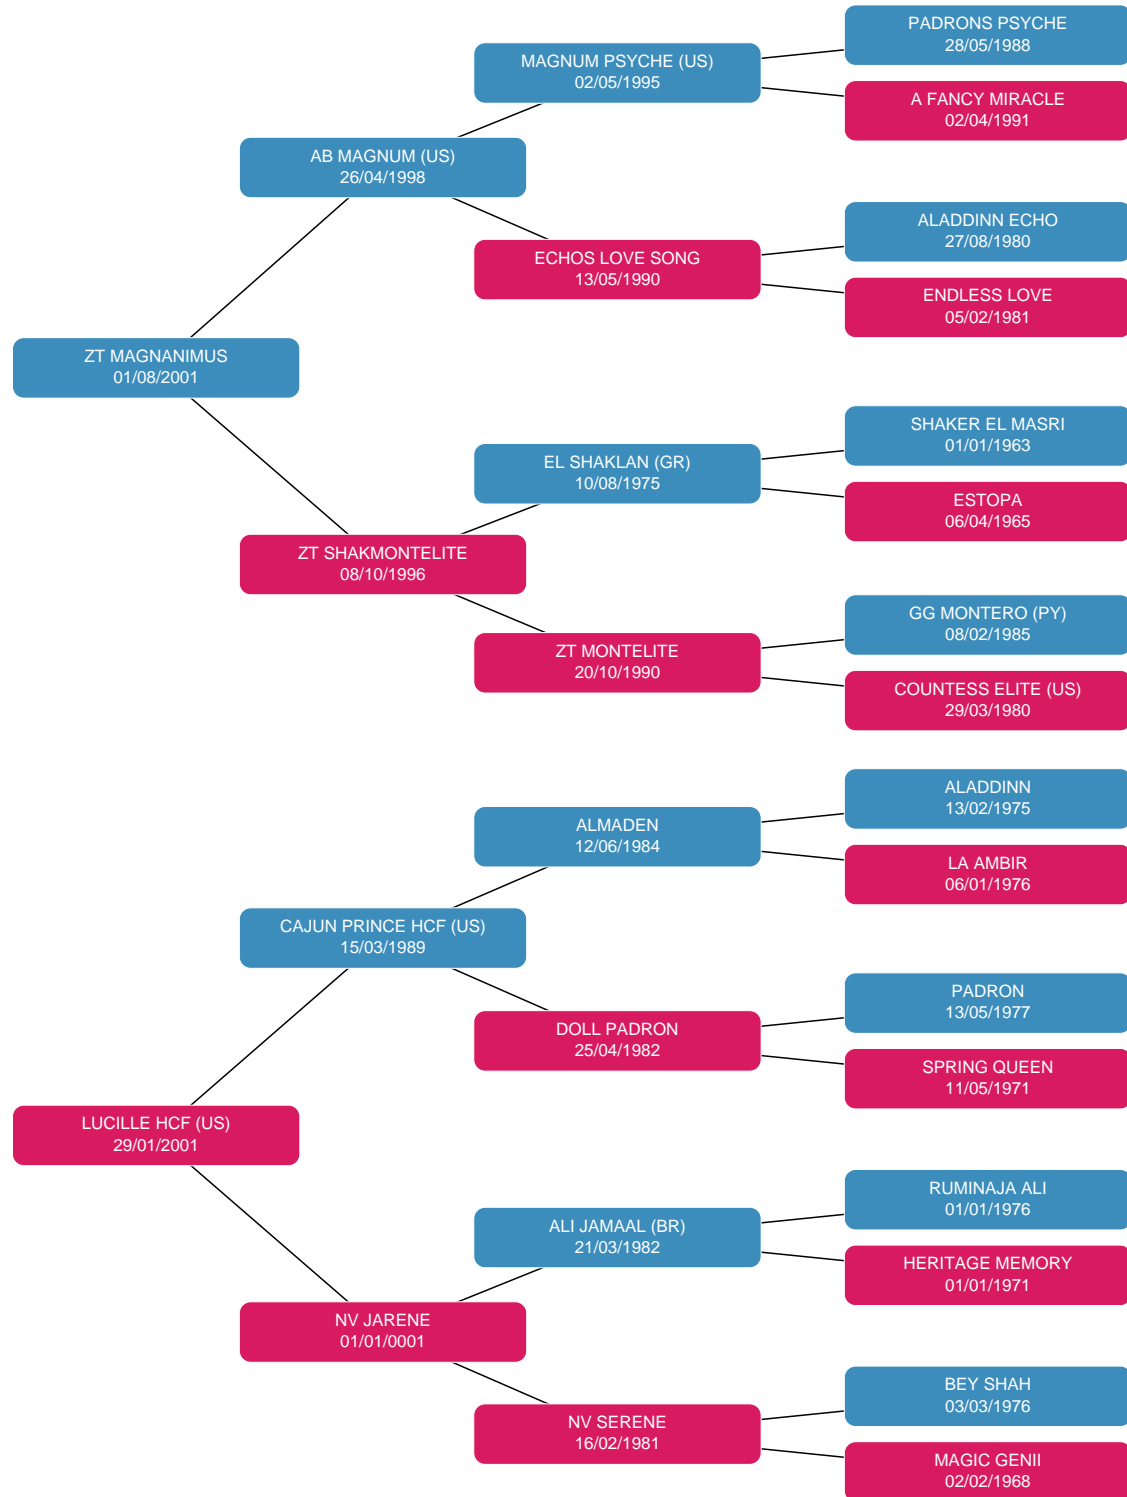 PADRONS PSYCHE
28/05/1988
MAGNUM PSYCHE (US)
02/05/1995
A FANCY MIRACLE
02/04/1991
AB MAGNUM (US)
26/04/1998
ALADDINN ECHO
27/08/1980
ECHOS LOVE SONG
13/05/1990
ENDLESS LOVE
05/02/1981
ZT MAGNANIMUS
01/08/2001
SHAKER EL MASRI
01/01/1963
EL SHAKLAN (GR)
10/08/1975
ESTOPA
06/04/1965
ZT SHAKMONTELITE
08/10/1996
GG MONTERO (PY)
08/02/1985
ZT MONTELITE
20/10/1990
COUNTESS ELITE (US)
29/03/1980
ALADDINN
13/02/1975
ALMADEN
12/06/1984
LA AMBIR
06/01/1976
CAJUN PRINCE HCF (US)
15/03/1989
PADRON
13/05/1977
DOLL PADRON
25/04/1982
SPRING QUEEN
11/05/1971
LUCILLE HCF (US)
29/01/2001
RUMINAJA ALI
01/01/1976
ALI JAMAAL (BR)
21/03/1982
HERITAGE MEMORY
01/01/1971
NV JARENE
01/01/0001
BEY SHAH
03/03/1976
NV SERENE
16/02/1981
MAGIC GENII
02/02/1968